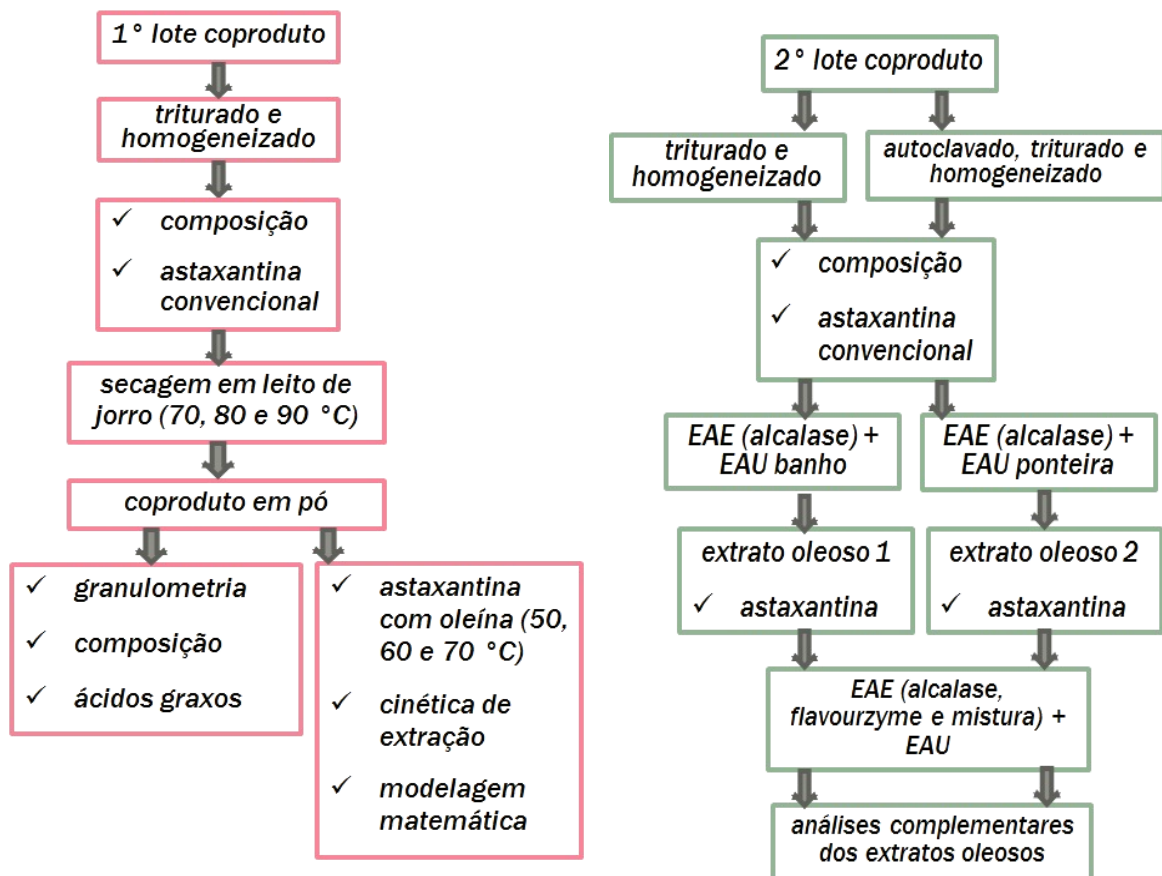 1° lote coproduto
triturado e
homogeneizado
✓ composição
✓ astaxantina
convencional
secagem em leito de
jorro (70, 80 e 90 °C)
coproduto em pó
✓ granulometria
✓ composição
✓ ácidos graxos
✓ astaxantina
com oleína (50,
60 e 70 °C)
✓ cinética de
extração
✓ modelagem
matemática
2° lote coproduto
triturado e
homogeneizado
autoclavado, triturado e
homogeneizado
✓ composição
✓ astaxantina
convencional
EAE (alcalase) +
EAU banho
EAE (alcalase) +
EAU ponteira
extrato oleoso 1
✓ astaxantina
extrato oleoso 2
✓ astaxantina
EAE (alcalase,
flavourzyme e mistura) +
EAU
análises complementares
dos extratos oleosos